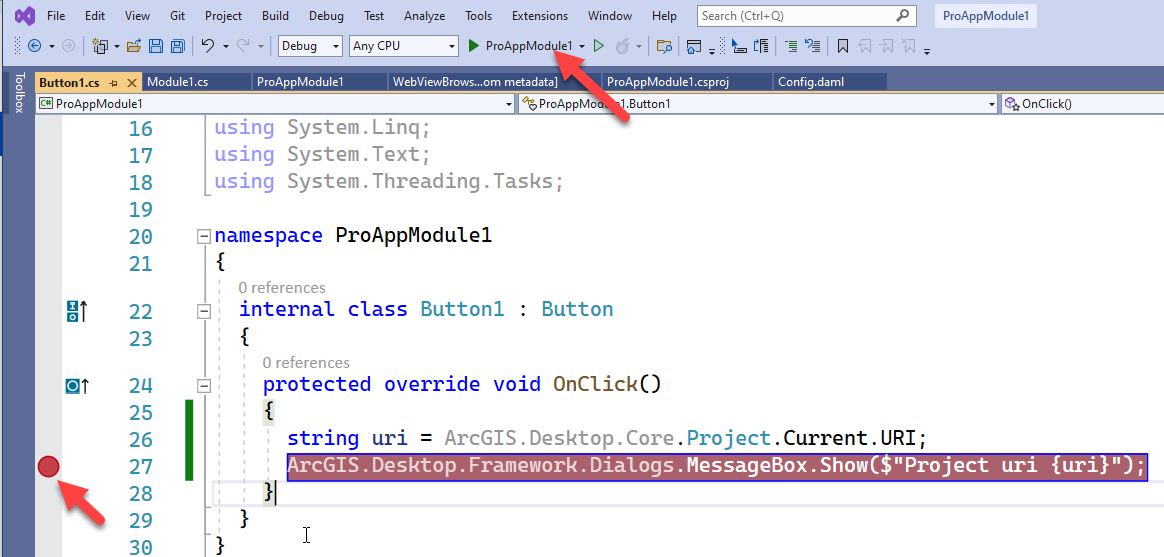 File Edit View Git Project Build Debug Test Analyze Tools Extensions Window Help Search (Ctrl+Q) ProAppModule1
Debug Any CPU ProAppModule1
Toolbox
Button1.cs Module1.cs ProAppModule1 WebViewBrows...om metadata] ProAppModule1.csproj Config.daml
C# ProAppModule1 ProAppModule1.Button1 OnClick()
16 using System.Linq;
17 using System.Text;
18 using System.Threading.Tasks;
19
20 namespace ProAppModule1
21 {
0 references
22 internal class Button1 : Button
23 {
0 references
24 protected override void OnClick()
25 {
26 string uri = ArcGIS.Desktop.Core.Project.Current.URI;
27 ArcGIS.Desktop.Framework.Dialogs.MessageBox.Show($"Project uri {uri}");
28 }
29 }
30 }